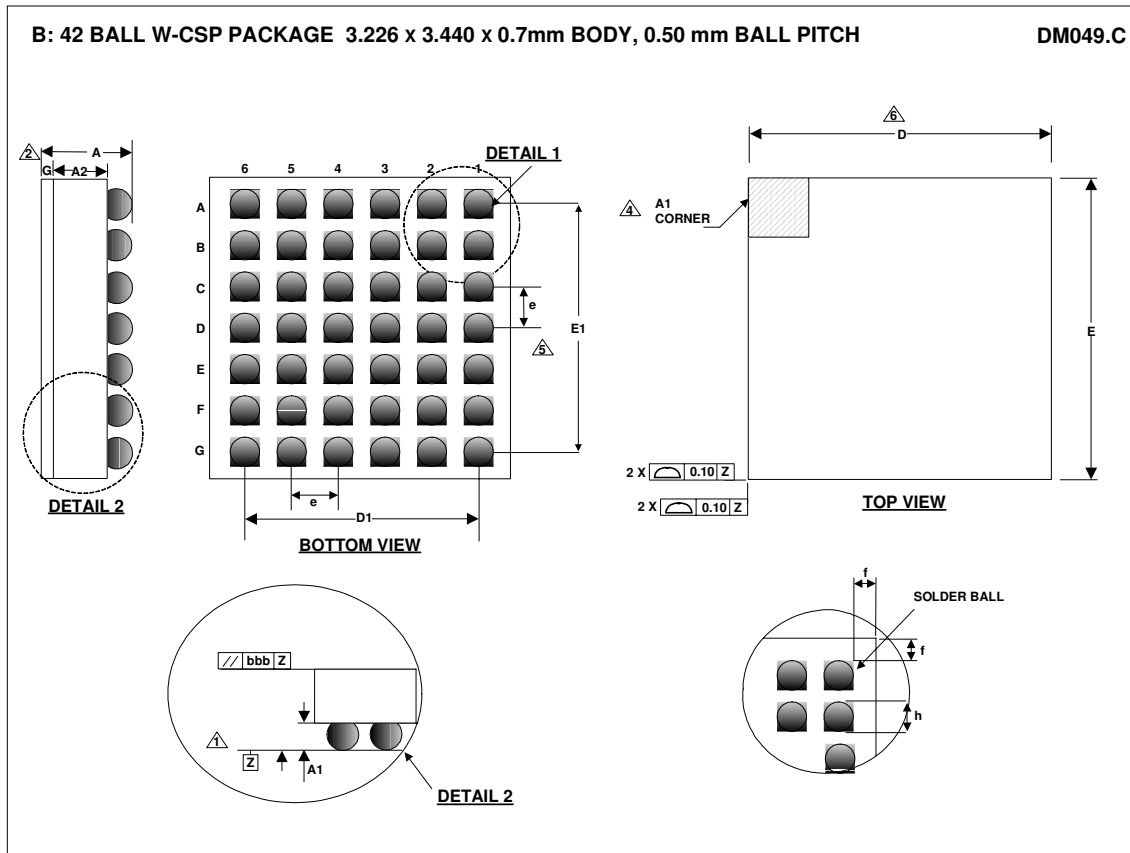 B: 42 BALL W-CSP PACKAGE 3.226 x 3.440 x 0.7mm BODY, 0.50 mm BALL PITCH DM049.C
6
2 A D
DETAIL 1
G A2 6 5 4 3 2 1
A
4 A1
CORNER
B
C
e
D E1 E
5
E
F
G
2 X 0.10 Z
e
DETAIL 2 2 X 0.10 Z TOP VIEW
D1
BOTTOM VIEW
f
SOLDER BALL
f
// bbb Z
h
1
Z A1
DETAIL 2